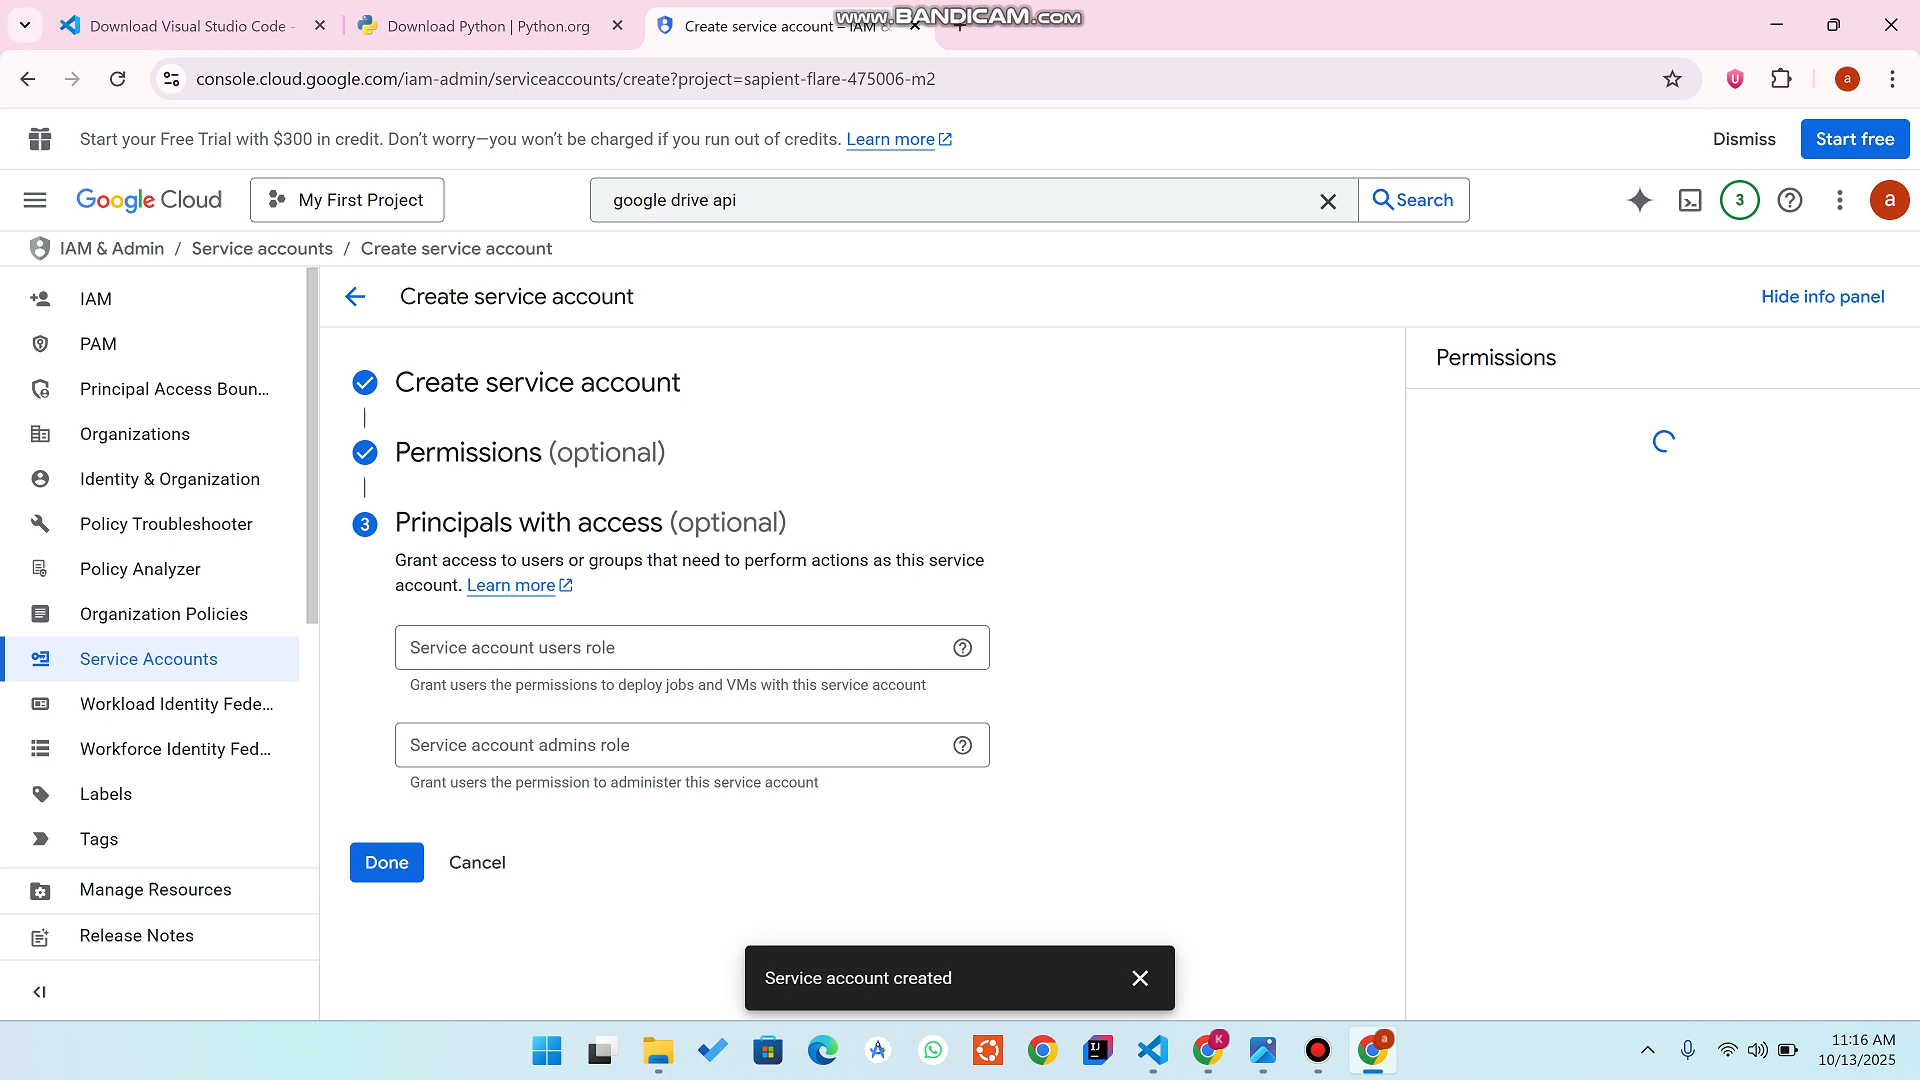 Download Visual Studio Code -
Download Python | Python.org
Create service account – IAM &
www.BANDICAM.com
console.cloud.google.com/iam-admin/serviceaccounts/create?project=sapient-flare-475006-m2
a
Start your Free Trial with $300 in credit. Don’t worry—you won’t be charged if you run out of credits. Learn more
Dismiss
Start free
Google Cloud
My First Project
google drive api
Search
3
a
IAM & Admin / Service accounts / Create service account
IAM
PAM
Principal Access Boun...
Organizations
Identity & Organization
Policy Troubleshooter
Policy Analyzer
Organization Policies
Service Accounts
Workload Identity Fede...
Workforce Identity Fed...
Labels
Tags
Manage Resources
Release Notes
Create service account
Hide info panel
Create service account
Permissions (optional)
3 Principals with access (optional)
Grant access to users or groups that need to perform actions as this service
account. Learn more
Service account users role
Grant users the permissions to deploy jobs and VMs with this service account
Service account admins role
Grant users the permission to administer this service account
Done
Cancel
Permissions
Service account created
K
a
11:16 AM
10/13/2025